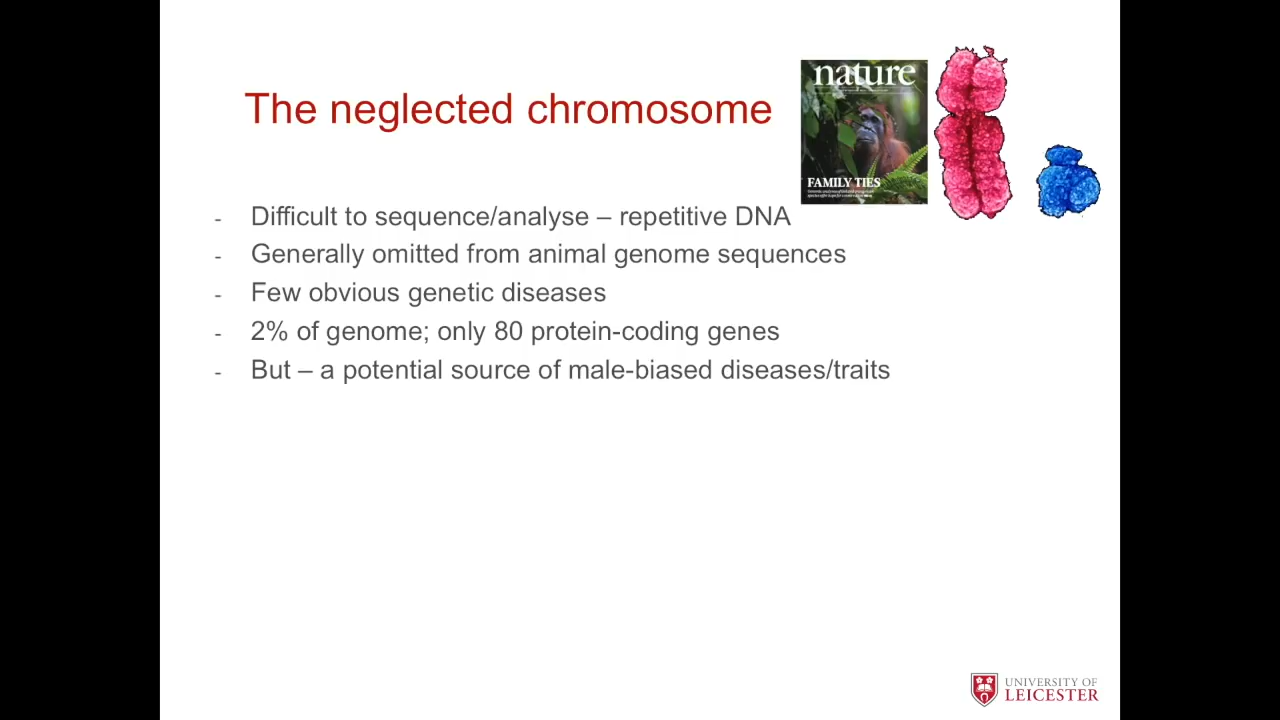 The neglected chromosome
nature
FAMILY TIES
- Difficult to sequence/analyse – repetitive DNA
- Generally omitted from animal genome sequences
- Few obvious genetic diseases
- 2% of genome; only 80 protein-coding genes
- But – a potential source of male-biased diseases/traits
UNIVERSITY OF
LEICESTER